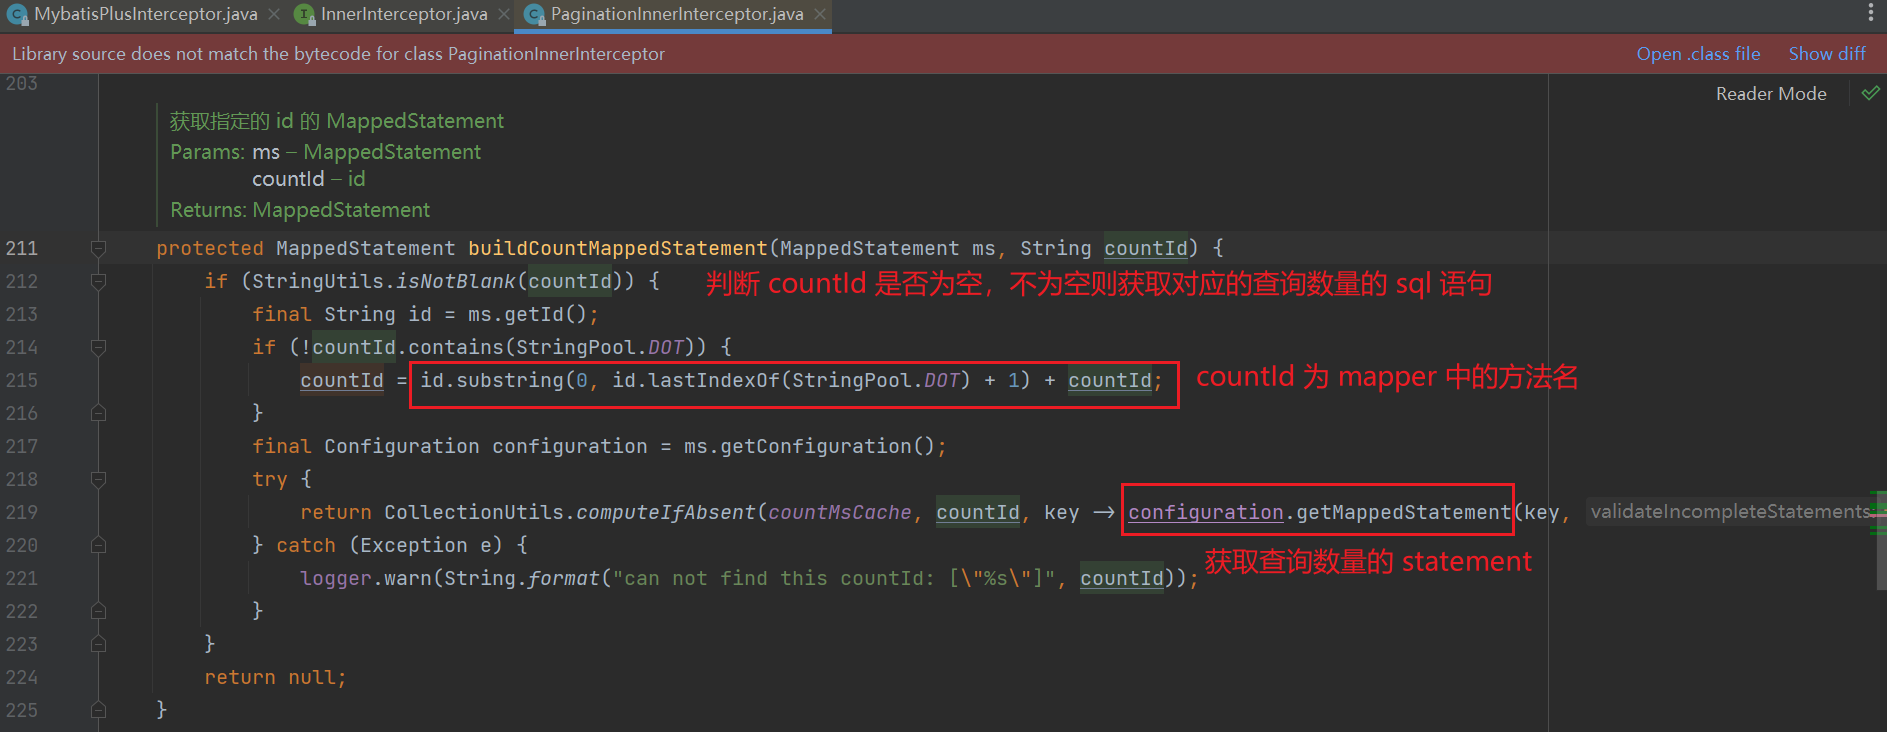 MybatisPlusInterceptor.java InnerInterceptor.java PaginationInnerInterceptor.java
Library source does not match the bytecode for class PaginationInnerInterceptor Open .class file Show diff
203
Reader Mode
获取指定的 id 的 MappedStatement
Params: ms – MappedStatement
countId – id
Returns: MappedStatement
211 protected MappedStatement buildCountMappedStatement(MappedStatement ms, String countId) {
212 if (StringUtils.isNotBlank(countId)) { 判断 countId 是否为空，不为空则获取对应的查询数量的 sql 语句
213 final String id = ms.getId();
214 if (!countId.contains(StringPool.DOT)) {
215 countId = id.substring(0, id.lastIndexOf(StringPool.DOT) + 1) + countId; countId 为 mapper 中的方法名
216 }
217 final Configuration configuration = ms.getConfiguration();
218 try {
219 return CollectionUtils.computeIfAbsent(countMsCache, countId, key -> configuration.getMappedStatement(key, validateIncompleteStatements:
220 } catch (Exception e) {
获取查询数量的 statement
221 logger.warn(String.format("can not find this countId: [\"%s\"]", countId));
222 }
223 }
224 return null;
225 }